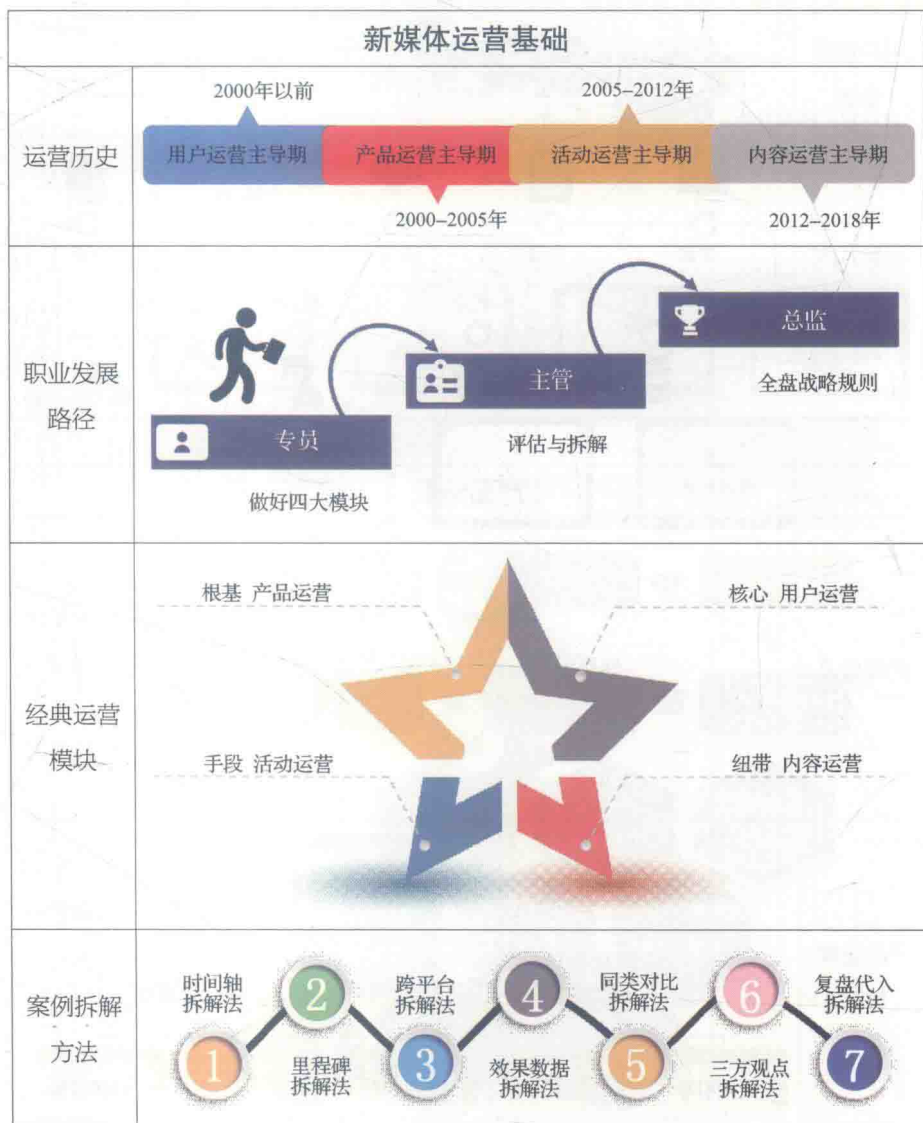 新媒体运营基础
运营历史
2000年以前
2005–2012年
用户运营主导期
产品运营主导期
活动运营主导期
内容运营主导期
2000–2005年
2012–2018年
职业发展
路径
总监
全盘战略规则
主管
评估与拆解
专员
做好四大模块
经典运营
模块
根基 产品运营
核心 用户运营
手段 活动运营
纽带 内容运营
案例拆解
方法
1
时间轴
拆解法
2
里程碑
拆解法
3
跨平台
拆解法
4
效果数据
拆解法
5
同类对比
拆解法
6
三方观点
拆解法
7
复盘代入
拆解法